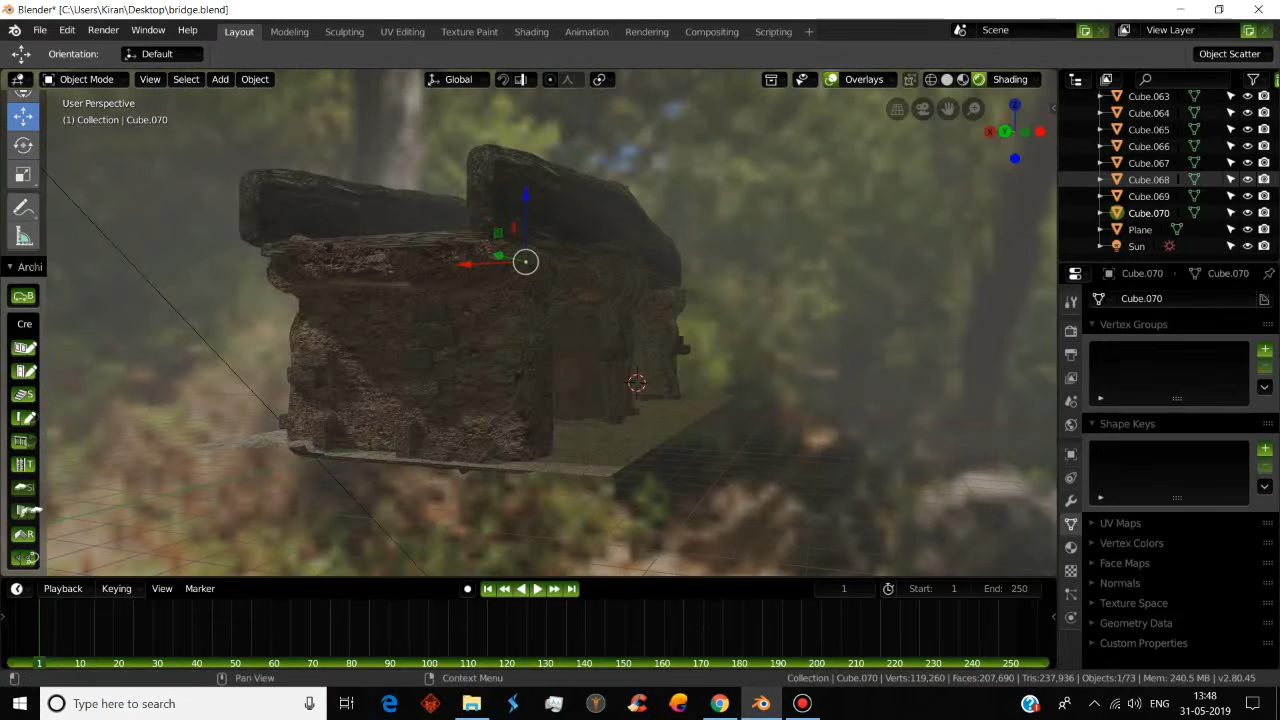 Blender* [C:\Users\Kiran\Desktop\bridge.blend]
File Edit Render Window Help Layout Modeling Sculpting UV Editing Texture Paint Shading Animation Rendering Compositing Scripting + Scene View Layer
Orientation: Default Object Scatter
Object Mode View Select Add Object Global Overlays Shading
User Perspective
(1) Collection | Cube.070
Z
X Y
Archi
Cre
Cube.063
Cube.064
Cube.065
Cube.066
Cube.067
Cube.068
Cube.069
Cube.070
Plane
Sun
Cube.070 Cube.070
Cube.070
Vertex Groups
Shape Keys
UV Maps
Vertex Colors
Face Maps
Normals
Texture Space
Geometry Data
Custom Properties
Playback Keying View Marker 1 Start: 1 End: 250
1 10 20 30 40 50 60 70 80 90 100 110 120 130 140 150 160 170 180 190 200 210 220 230 240 250
Pan View Context Menu Collection | Cube.070 | Verts:119,260 | Faces:207,690 | Tris:237,936 | Objects:1/73 | Mem: 240.5 MB | v2.80.45
Type here to search ENG 13:48
31-05-2019